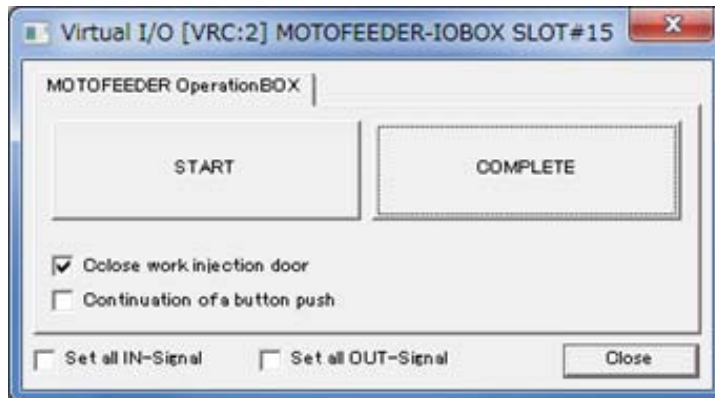 Virtual I/O [VRC:2] MOTOFEEDER-IOBOX SLOT#15
MOTOFEEDER OperationBOX
START
COMPLETE
Colose work injection door
Continuation of a button push
Set all IN-Signal
Set all OUT-Signal
Close